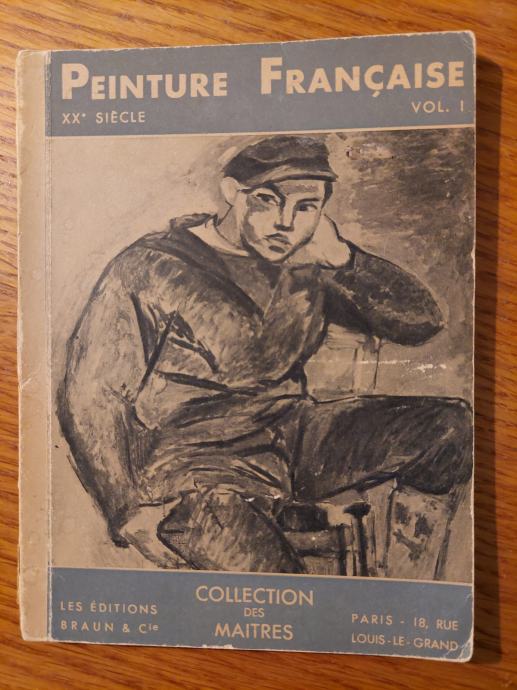 PEINTURE FRANÇAISE
XXᵉ SIÈCLE VOL. I
LES ÉDITIONS
BRAUN & Cie
COLLECTION
DES
MAITRES
PARIS - 18, RUE
LOUIS-LE-GRAND